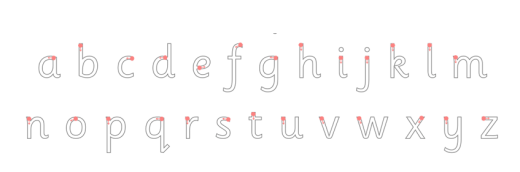 a b c d e f g h i j k l m
n o p q r s t u v w x y z